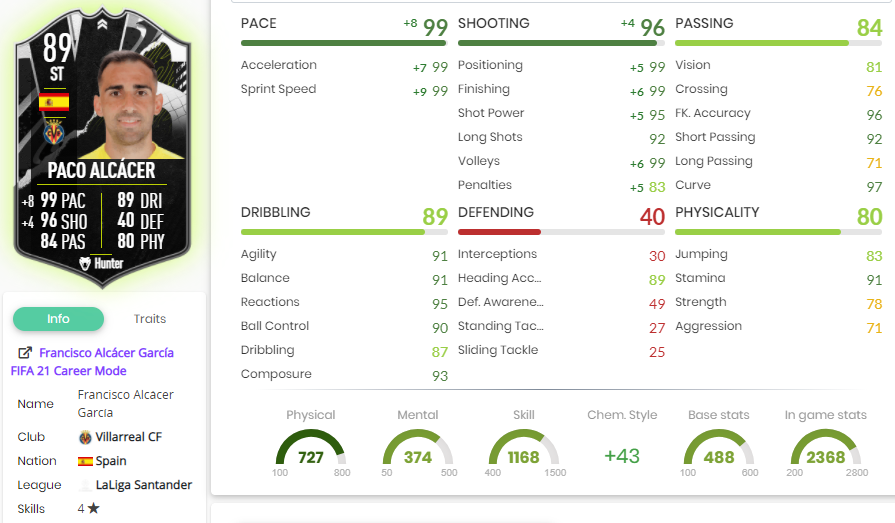 89
ST
PACO ALCÁCER
+8 99 PAC 89 DRI
+4 96 SHO 40 DEF
84 PAS 80 PHY
Hunter
Info Traits
Francisco Alcácer García
FIFA 21 Career Mode
Name Francisco Alcácer
García
Club Villarreal CF
Nation Spain
League LaLiga Santander
Skills 4 ★
PACE +8 99
Acceleration +7 99
Sprint Speed +9 99
SHOOTING +4 96
Positioning +5 99
Finishing +6 99
Shot Power +5 95
Long Shots 92
Volleys +6 99
Penalties +5 83
PASSING 84
Vision 81
Crossing 76
FK. Accuracy 96
Short Passing 92
Long Passing 71
Curve 97
DRIBBLING 89
Agility 91
Balance 91
Reactions 95
Ball Control 90
Dribbling 87
Composure 93
DEFENDING 40
Interceptions 30
Heading Acc... 89
Def. Awarene... 49
Standing Tac... 27
Sliding Tackle 25
PHYSICALITY 80
Jumping 83
Stamina 91
Strength 78
Aggression 71
Physical Mental Skill Chem. Style Base stats In game stats
727 374 1168 +43 488 2368
100 800 50 500 400 1500 100 600 200 2800